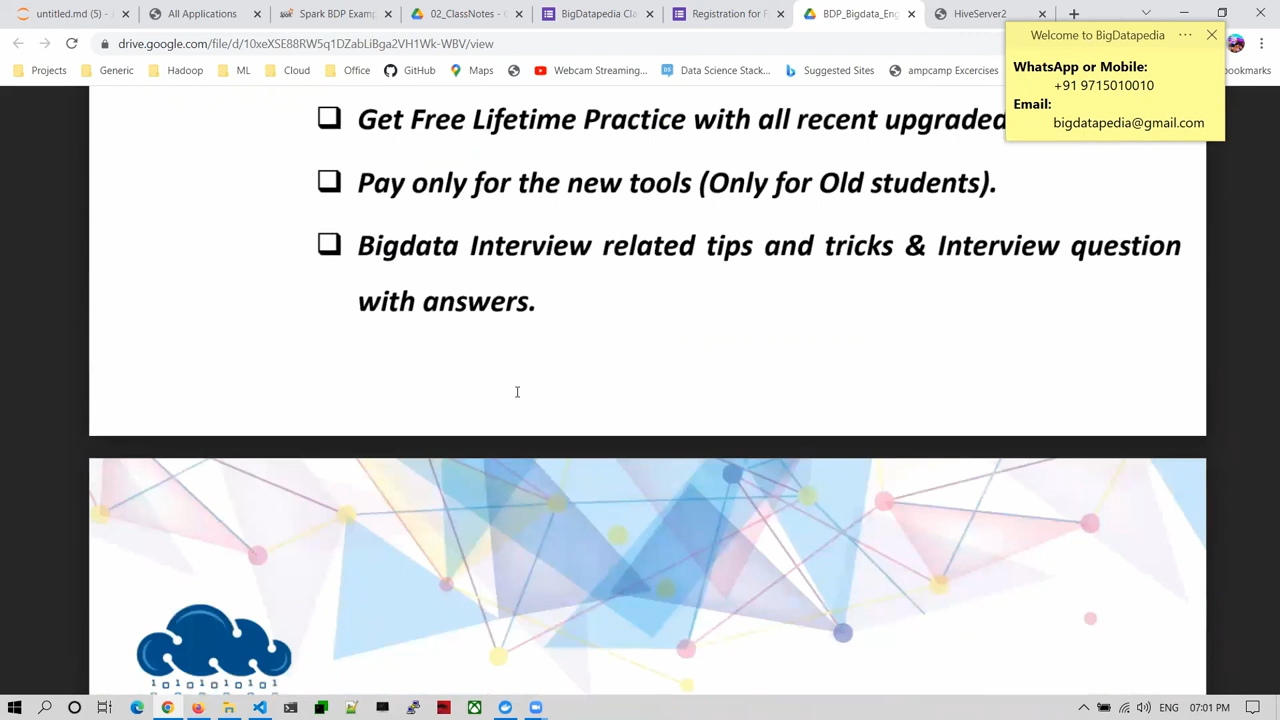 untitled.md (D
All Applications
Spark BDP Examp
02_ClassNotes - G
BigDatapedia Cla
Registration for F
BDP_Bigdata_Eng
HiveServer2
drive.google.com/file/d/10xeXSE88RW5q1DZabLiBga2VH1Wk-WBV/view
Projects
Generic
Hadoop
ML
Cloud
Office
GitHub
Maps
Webcam Streaming...
Data Science Stack...
Suggested Sites
ampcamp Excercises
bookmarks
Welcome to BigDatapedia
WhatsApp or Mobile:
+91 9715010010
Email:
bigdatapedia@gmail.com
Get Free Lifetime Practice with all recent upgraded
Pay only for the new tools (Only for Old students).
Bigdata Interview related tips and tricks & Interview question
with answers.
ENG
07:01 PM